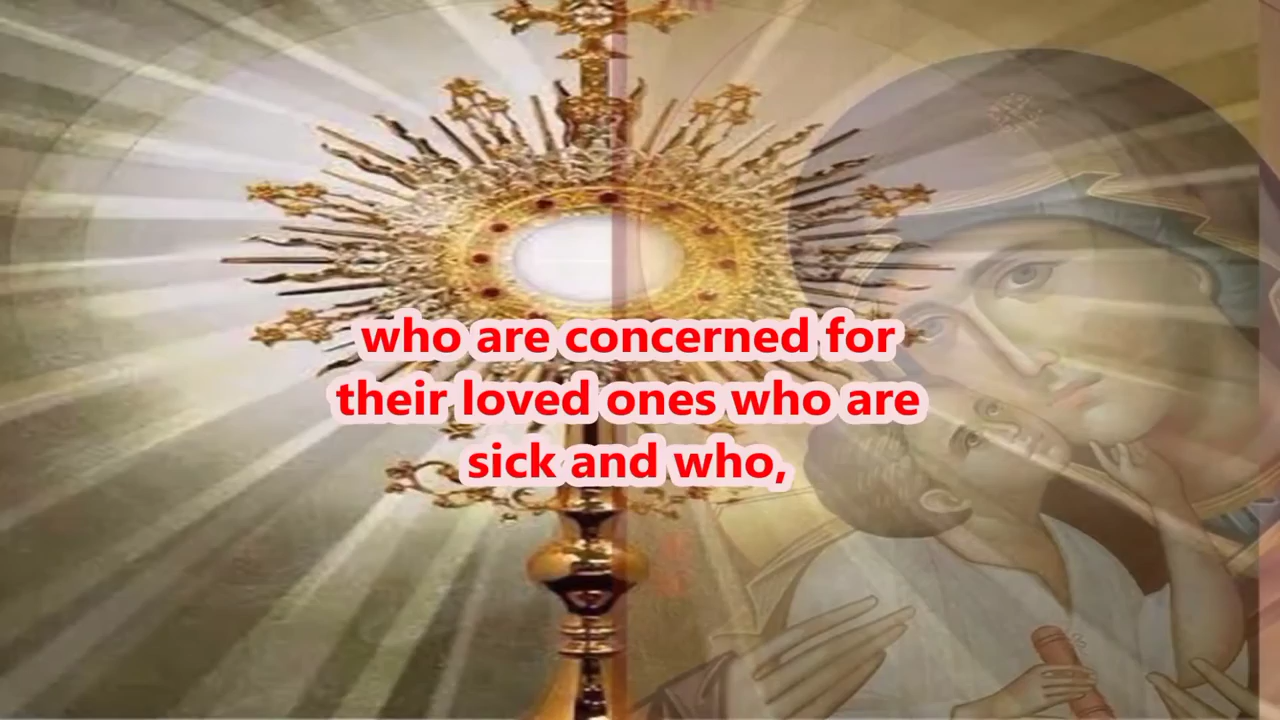 who are concerned for
their loved ones who are
sick and who,